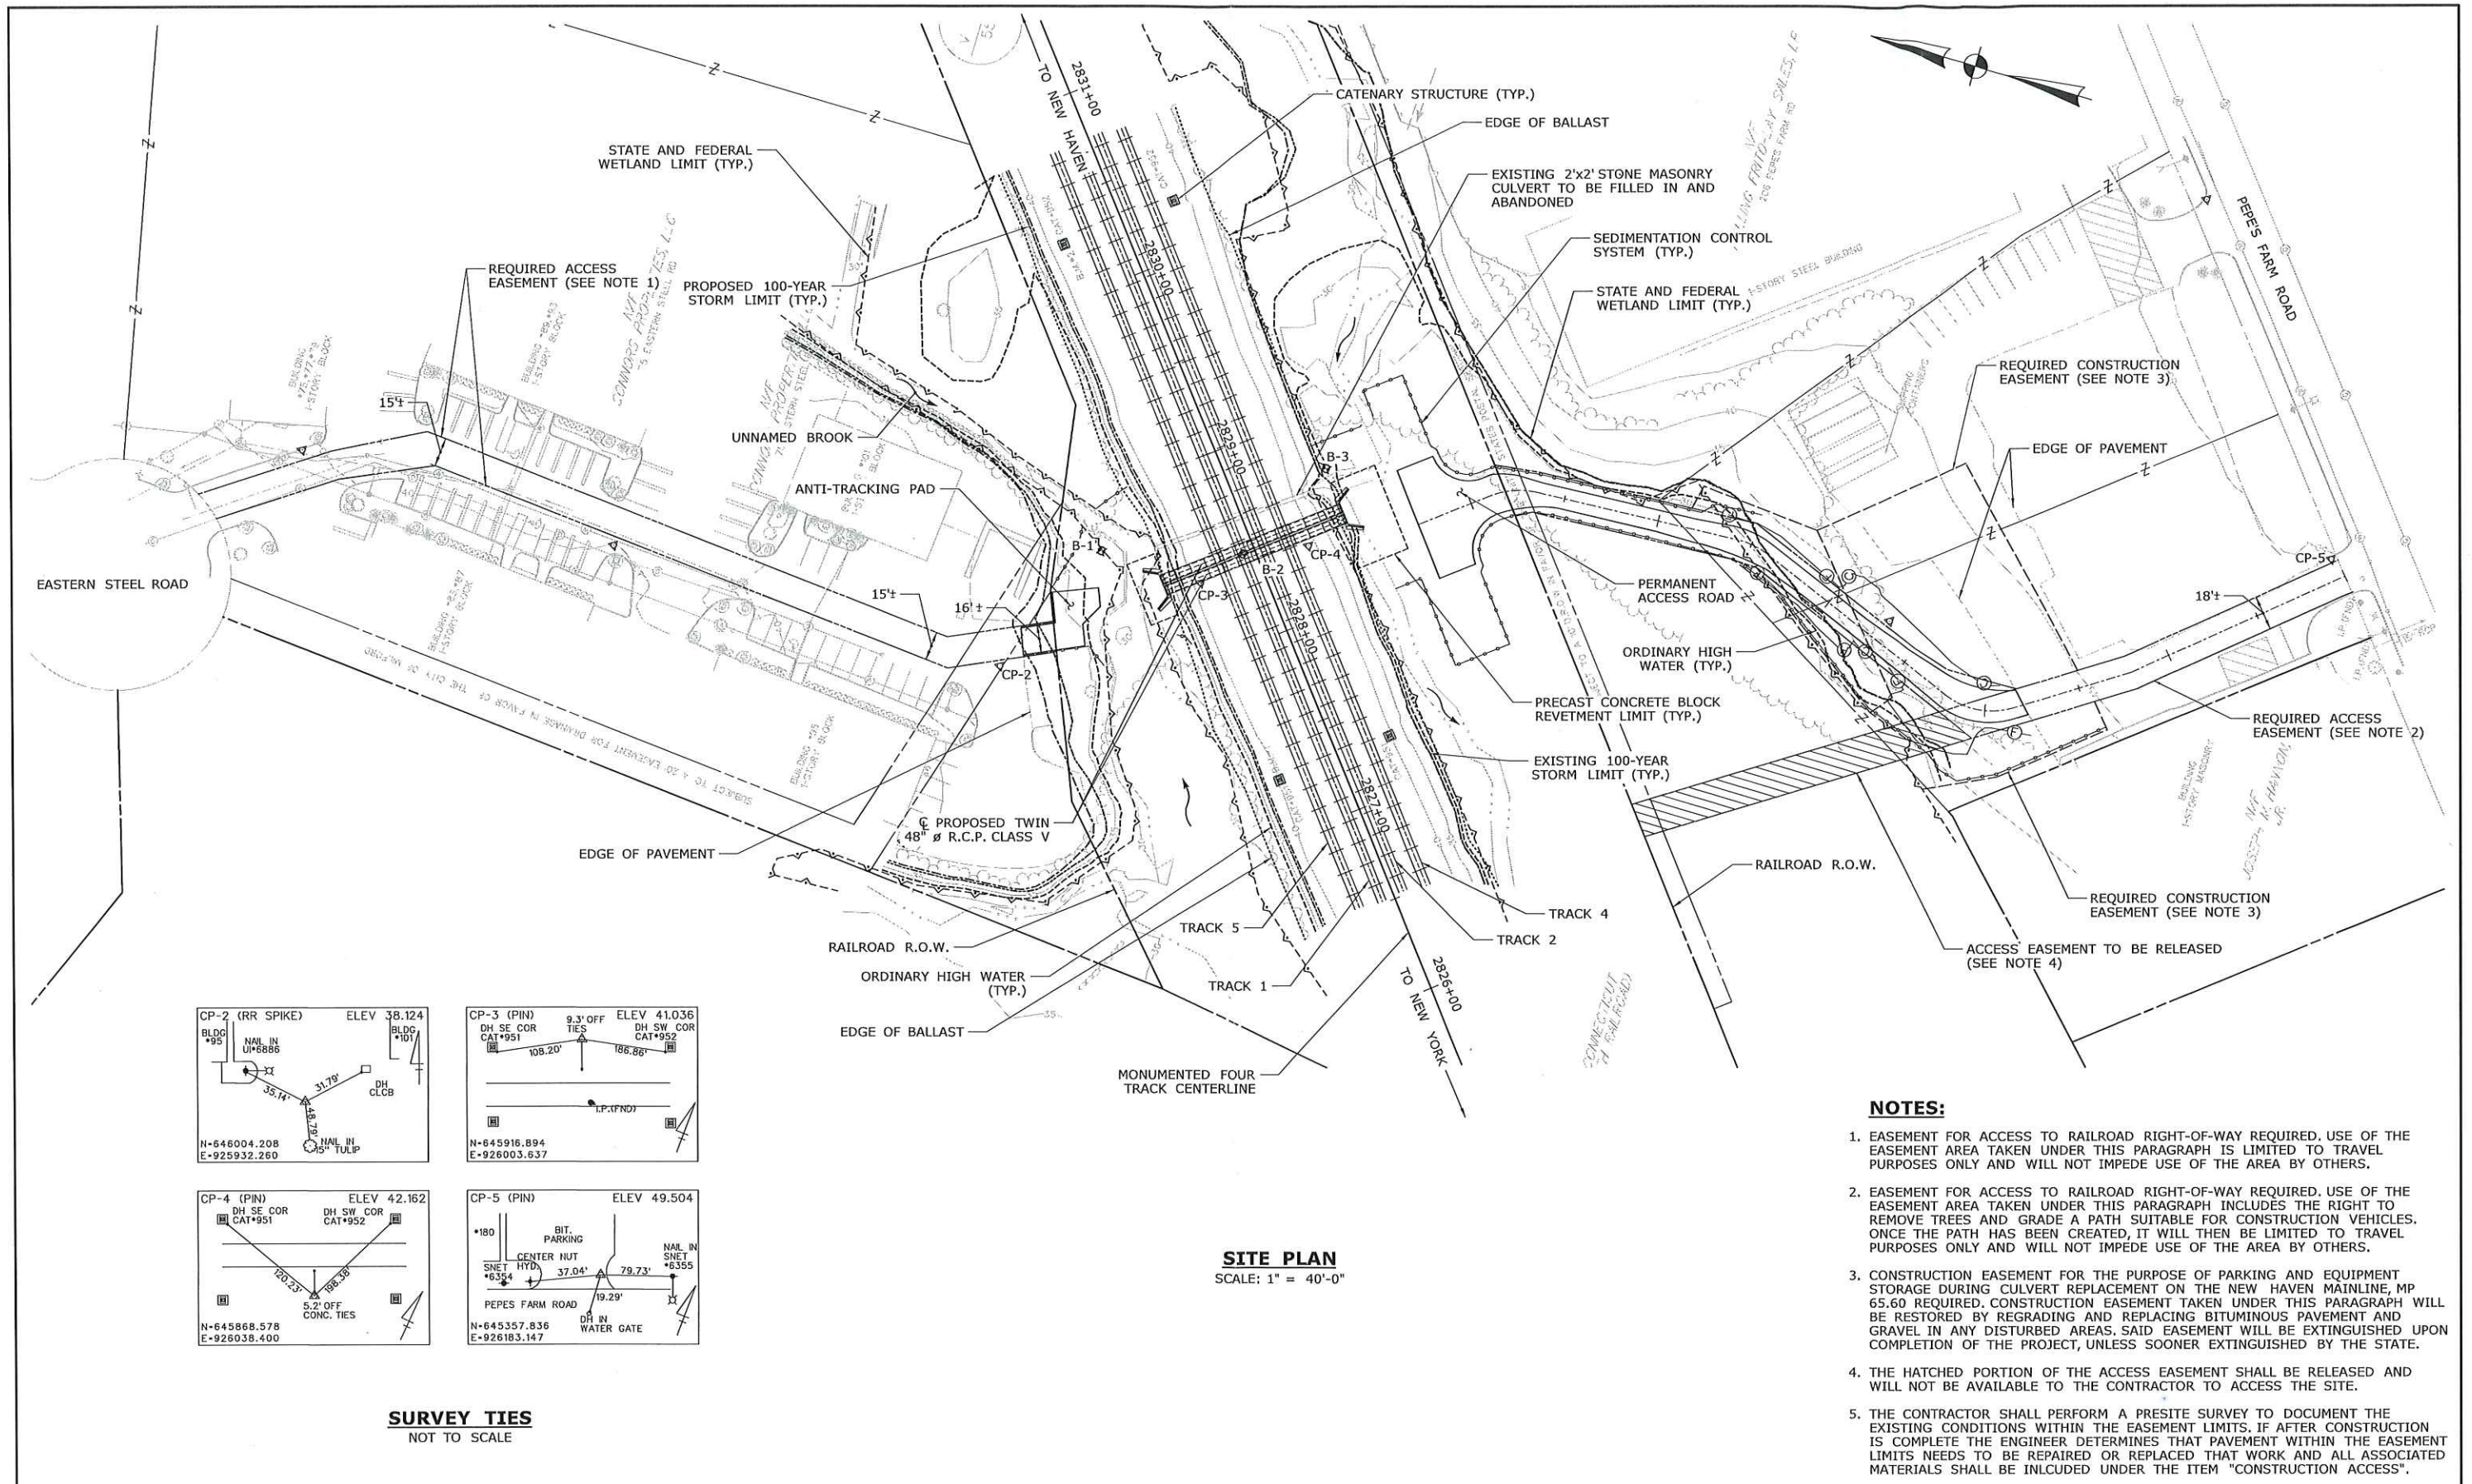 TO NEW HAVEN
2831+00
CATENARY STRUCTURE (TYP.)
EDGE OF BALLAST
STATE AND FEDERAL
WETLAND LIMIT (TYP.)
EXISTING 2'x2' STONE MASONRY
CULVERT TO BE FILLED IN AND
ABANDONED
PEPE'S FARM ROAD
SEDIMENTATION CONTROL
SYSTEM (TYP.)
REQUIRED ACCESS
EASEMENT (SEE NOTE 1)
PROPOSED 100-YEAR
STORM LIMIT (TYP.)
2830+00
STATE AND FEDERAL
WETLAND LIMIT (TYP.)
1-STORY STEEL BUILDING
REQUIRED CONSTRUCTION
EASEMENT (SEE NOTE 3)
15'±
UNNAMED BROOK
2829+00
EDGE OF PAVEMENT
B-3
ANTI-TRACKING PAD
B-1
CP-4
B-2
CP-3
CP-5
EASTERN STEEL ROAD
PERMANENT
ACCESS ROAD
15'±
16'±
18'±
2828+00
ORDINARY HIGH
WATER (TYP.)
CP-2
SUBJECT TO A 20' EASEMENT FOR DRAINAGE IN FAVOR OF THE CITY OF MILFORD
PRECAST CONCRETE BLOCK
REVETMENT LIMIT (TYP.)
REQUIRED ACCESS
EASEMENT (SEE NOTE 2)
EXISTING 100-YEAR
STORM LIMIT (TYP.)
2827+00
℄ PROPOSED TWIN
48" ø R.C.P. CLASS V
EDGE OF PAVEMENT
RAILROAD R.O.W.
REQUIRED CONSTRUCTION
EASEMENT (SEE NOTE 3)
TRACK 4
TRACK 5
TRACK 2
RAILROAD R.O.W.
ACCESS EASEMENT TO BE RELEASED
(SEE NOTE 4)
ORDINARY HIGH WATER
(TYP.)
TRACK 1
2826+00
TO NEW YORK
EDGE OF BALLAST
MONUMENTED FOUR
TRACK CENTERLINE
CP-2 (RR SPIKE) ELEV 38.124
BLDG
*95
NAIL IN
UI*6886
BLDG
*101
35.14'
31.79'
DH
CLCB
48.79'
NAIL IN
15" TULIP
N-646004.208
E-925932.260
CP-3 (PIN) ELEV 41.036
DH SE COR
CAT*951
9.3' OFF
TIES
DH SW COR
CAT*952
108.20'
186.86'
I.P.(FND)
N-645916.894
E-926003.637
CP-4 (PIN) ELEV 42.162
DH SE COR
CAT*951
DH SW COR
CAT*952
120.23'
198.38'
5.2' OFF
CONC. TIES
N-645868.578
E-926038.400
CP-5 (PIN) ELEV 49.504
*180
BIT.
PARKING
CENTER NUT
HYD.
SNET
*6354
37.04'
79.73'
NAIL IN
SNET
*6355
19.29'
PEPES FARM ROAD
DH IN
WATER GATE
N-645357.836
E-926183.147
SURVEY TIES
NOT TO SCALE
SITE PLAN
SCALE: 1" = 40'-0"
NOTES:
1. EASEMENT FOR ACCESS TO RAILROAD RIGHT-OF-WAY REQUIRED. USE OF THE
EASEMENT AREA TAKEN UNDER THIS PARAGRAPH IS LIMITED TO TRAVEL
PURPOSES ONLY AND WILL NOT IMPEDE USE OF THE AREA BY OTHERS.
2. EASEMENT FOR ACCESS TO RAILROAD RIGHT-OF-WAY REQUIRED. USE OF THE
EASEMENT AREA TAKEN UNDER THIS PARAGRAPH INCLUDES THE RIGHT TO
REMOVE TREES AND GRADE A PATH SUITABLE FOR CONSTRUCTION VEHICLES.
ONCE THE PATH HAS BEEN CREATED, IT WILL THEN BE LIMITED TO TRAVEL
PURPOSES ONLY AND WILL NOT IMPEDE USE OF THE AREA BY OTHERS.
3. CONSTRUCTION EASEMENT FOR THE PURPOSE OF PARKING AND EQUIPMENT
STORAGE DURING CULVERT REPLACEMENT ON THE NEW HAVEN MAINLINE, MP
65.60 REQUIRED. CONSTRUCTION EASEMENT TAKEN UNDER THIS PARAGRAPH WILL
BE RESTORED BY REGRADING AND REPLACING BITUMINOUS PAVEMENT AND
GRAVEL IN ANY DISTURBED AREAS. SAID EASEMENT WILL BE EXTINGUISHED UPON
COMPLETION OF THE PROJECT, UNLESS SOONER EXTINGUISHED BY THE STATE.
4. THE HATCHED PORTION OF THE ACCESS EASEMENT SHALL BE RELEASED AND
WILL NOT BE AVAILABLE TO THE CONTRACTOR TO ACCESS THE SITE.
5. THE CONTRACTOR SHALL PERFORM A PRESITE SURVEY TO DOCUMENT THE
EXISTING CONDITIONS WITHIN THE EASEMENT LIMITS. IF AFTER CONSTRUCTION
IS COMPLETE THE ENGINEER DETERMINES THAT PAVEMENT WITHIN THE EASEMENT
LIMITS NEEDS TO BE REPAIRED OR REPLACED THAT WORK AND ALL ASSOCIATED
MATERIALS SHALL BE INLCUDED UNDER THE ITEM "CONSTRUCTION ACCESS".